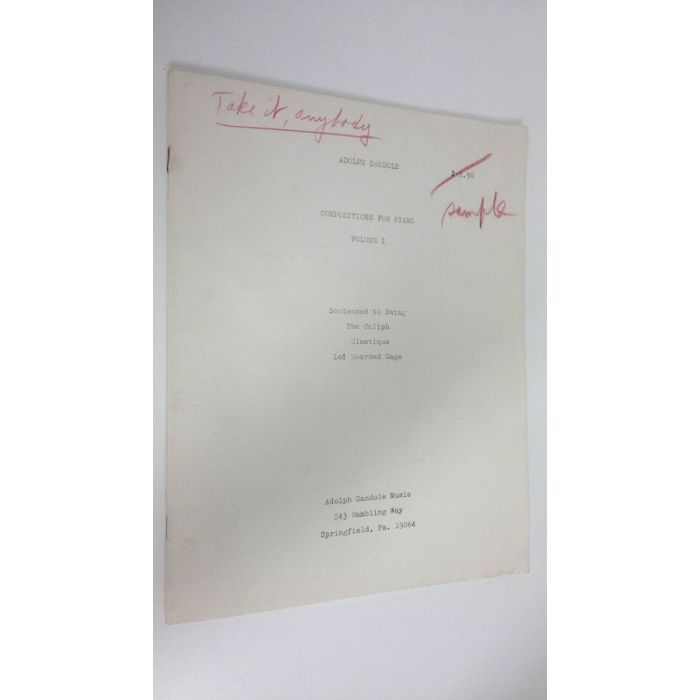 Take it, anybody
ADOLPH SANDOLE
sample
COMPOSITIONS FOR PIANO
VOLUME I
Sentenced to Swing
The Caliph
Bluetique
Lo! Bearded Sage
Adolph Sandole Music
243 Rambling Way
Springfield, Pa. 19064